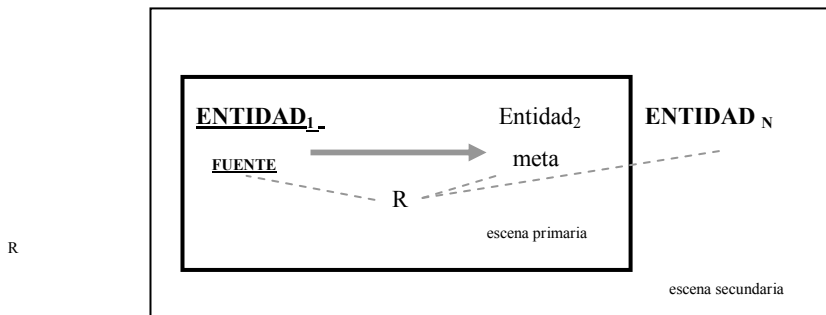 ENTIDAD1 Entidad2 ENTIDAD N
FUENTE meta
R
escena primaria
R
escena secundaria